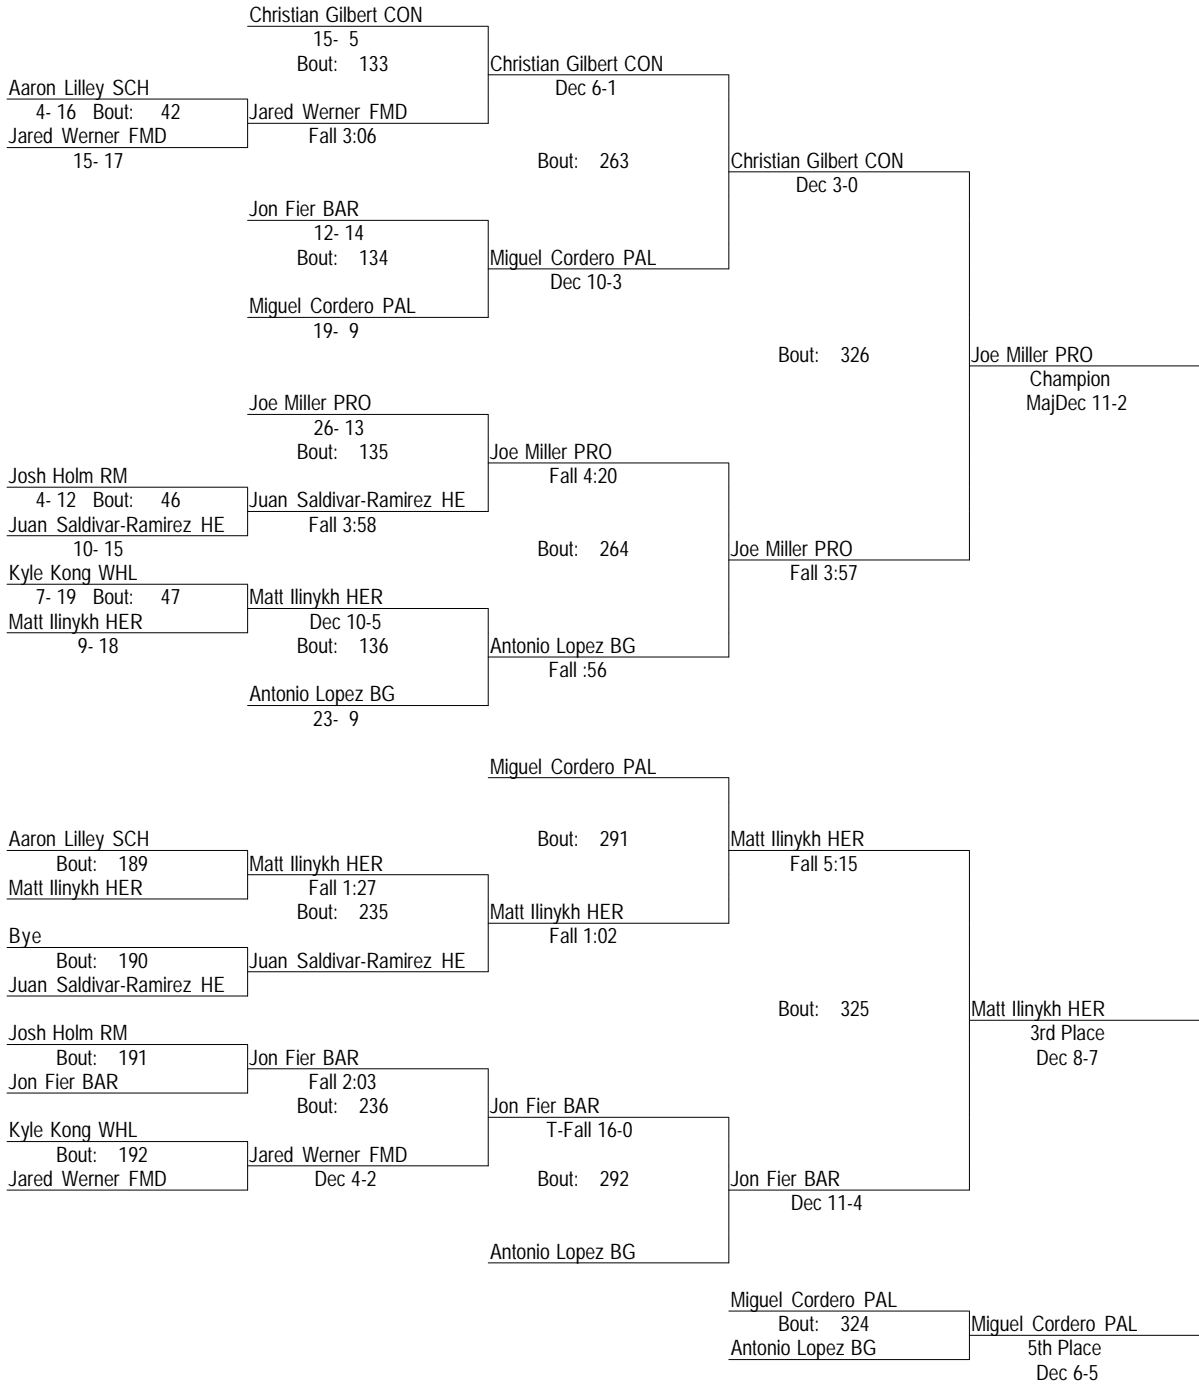 Christian Gilbert CON
15- 5
Bout: 133
Christian Gilbert CON
Dec 6-1
Aaron Lilley SCH
4- 16 Bout: 42
Jared Werner FMD
Fall 3:06
Jared Werner FMD
15- 17
Bout: 263
Christian Gilbert CON
Dec 3-0
Jon Fier BAR
12- 14
Bout: 134
Miguel Cordero PAL
Dec 10-3
Miguel Cordero PAL
19- 9
Bout: 326
Joe Miller PRO
Champion
MajDec 11-2
Joe Miller PRO
26- 13
Bout: 135
Joe Miller PRO
Fall 4:20
Josh Holm RM
4- 12 Bout: 46
Juan Saldivar-Ramirez HE
Fall 3:58
Juan Saldivar-Ramirez HE
10- 15
Bout: 264
Joe Miller PRO
Fall 3:57
Kyle Kong WHL
7- 19 Bout: 47
Matt Ilinykh HER
Dec 10-5
Matt Ilinykh HER
9- 18
Bout: 136
Antonio Lopez BG
Fall :56
Antonio Lopez BG
23- 9
Miguel Cordero PAL
Bout: 291
Matt Ilinykh HER
Fall 5:15
Aaron Lilley SCH
Bout: 189
Matt Ilinykh HER
Matt Ilinykh HER
Fall 1:27
Bout: 235
Matt Ilinykh HER
Fall 1:02
Bye
Bout: 190
Juan Saldivar-Ramirez HE
Juan Saldivar-Ramirez HE
Bout: 325
Matt Ilinykh HER
3rd Place
Dec 8-7
Josh Holm RM
Bout: 191
Jon Fier BAR
Jon Fier BAR
Fall 2:03
Bout: 236
Jon Fier BAR
T-Fall 16-0
Kyle Kong WHL
Bout: 192
Jared Werner FMD
Jared Werner FMD
Dec 4-2
Bout: 292
Jon Fier BAR
Dec 11-4
Antonio Lopez BG
Miguel Cordero PAL
Bout: 324
Antonio Lopez BG
Miguel Cordero PAL
5th Place
Dec 6-5